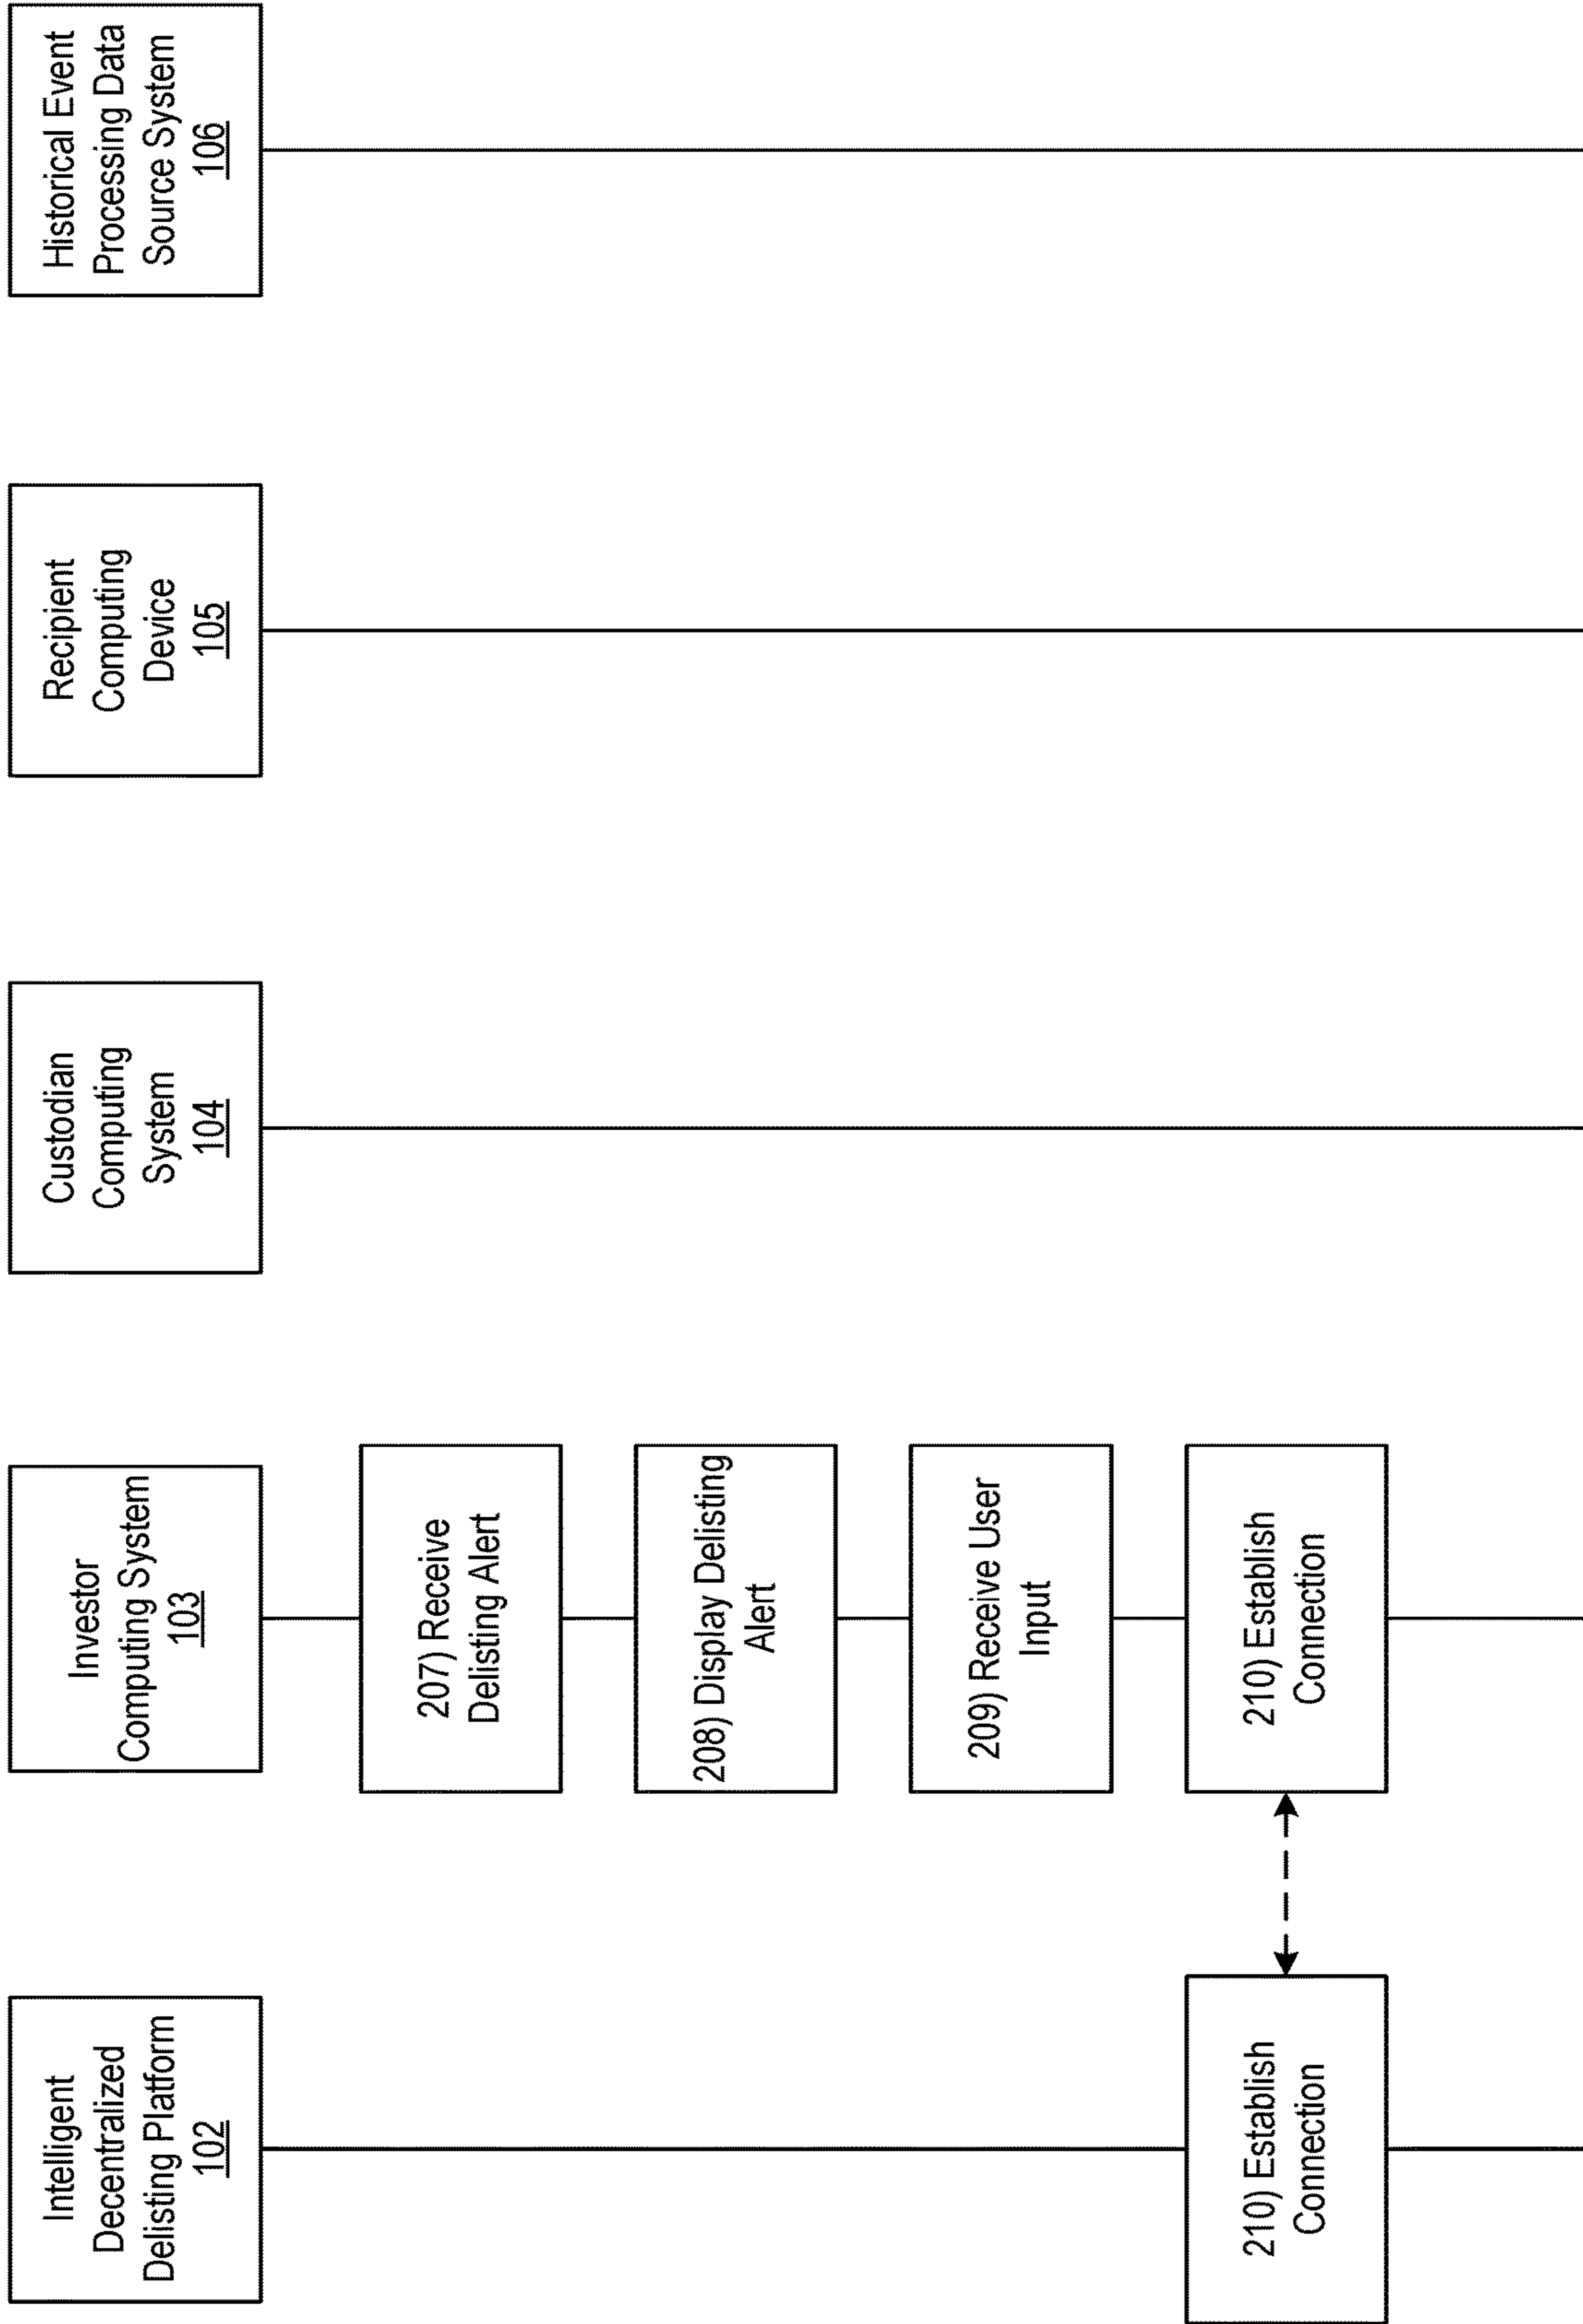 Intelligent
Decentralized
Delisting Platform
102
Investor
Computing System
103
Custodian
Computing
System
104
Recipient
Computing
Device
105
Historical Event
Processing Data
Source System
106
207) Receive
Delisting Alert
208) Display Delisting
Alert
209) Receive User
Input
210) Establish
Connection
210) Establish
Connection